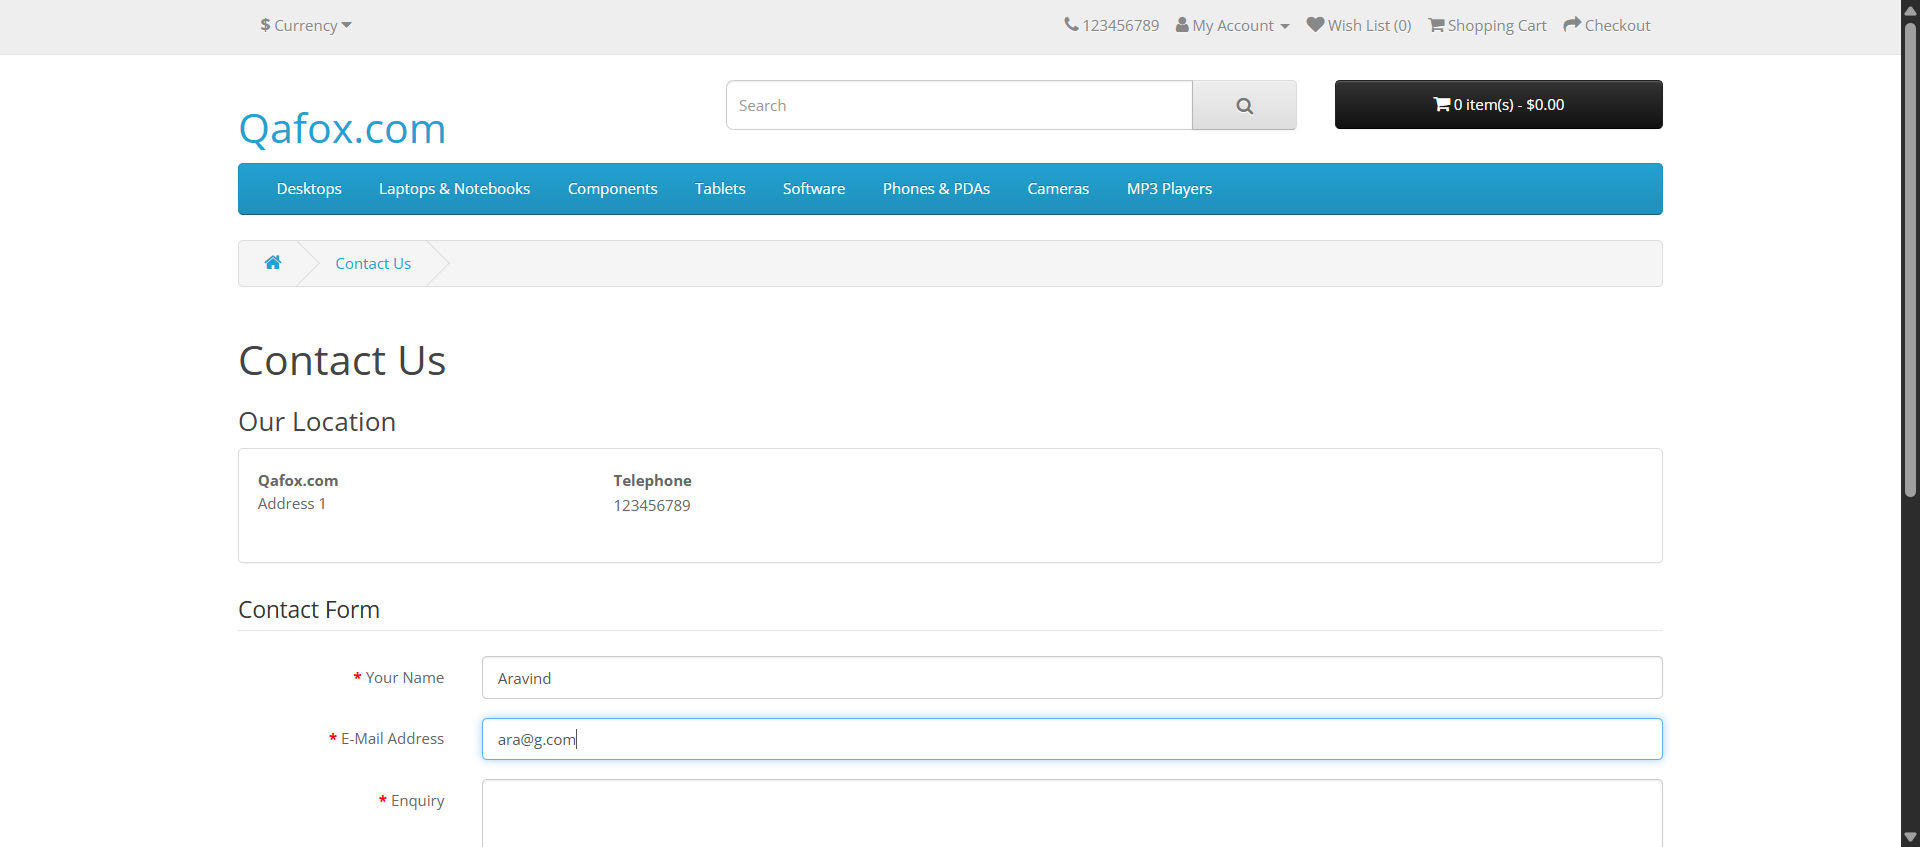 $ Currency
123456789 My Account Wish List (0) Shopping Cart Checkout
Qafox.com
Search
0 item(s) - $0.00
Desktops Laptops & Notebooks Components Tablets Software Phones & PDAs Cameras MP3 Players
Contact Us
Contact Us
Our Location
Qafox.com
Address 1
Telephone
123456789
Contact Form
* Your Name Aravind
* E-Mail Address ara@g.com
* Enquiry